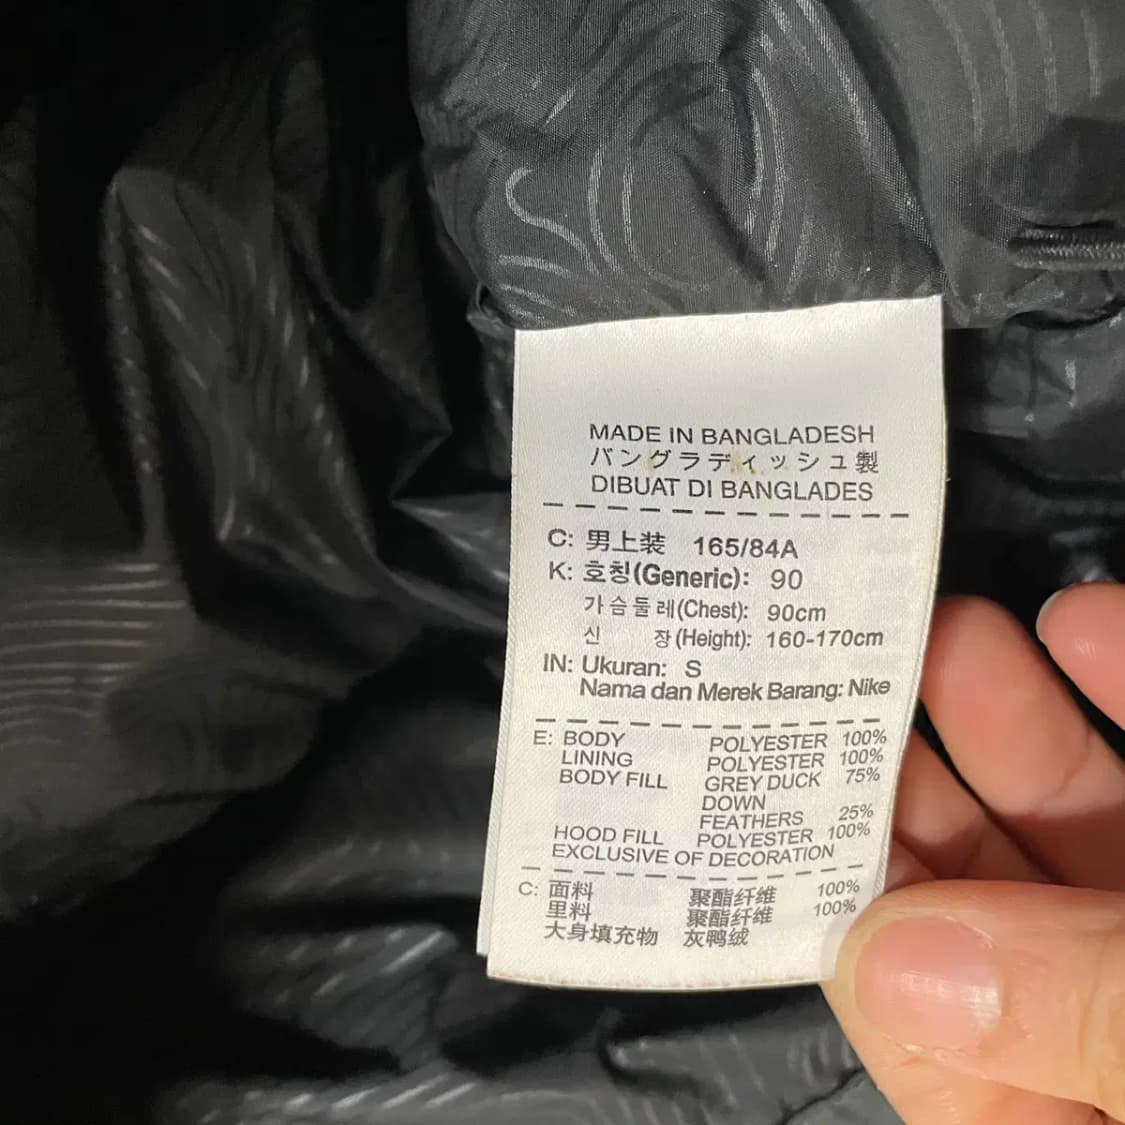 MADE IN BANGLADESH
バングラディッシュ製
DIBUAT DI BANGLADES
C: 男上装 165/84A
K: 호칭(Generic): 90
가슴둘레(Chest): 90cm
신 장(Height): 160-170cm
IN: Ukuran: S
Nama dan Merek Barang: Nike
E: BODY POLYESTER 100%
LINING POLYESTER 100%
BODY FILL GREY DUCK 75%
DOWN
FEATHERS 25%
HOOD FILL POLYESTER 100%
EXCLUSIVE OF DECORATION
C: 面料 聚酯纤维 100%
里料 聚酯纤维 100%
大身填充物 灰鸭绒